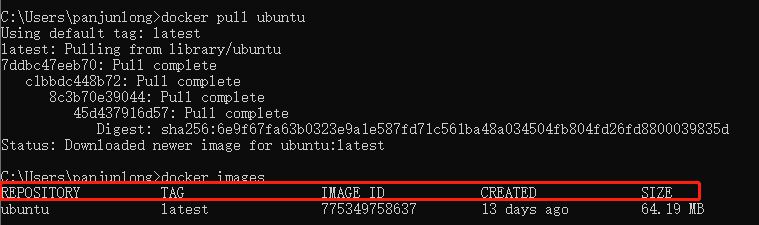 C:\Users\panjunlong>docker pull ubuntu
Using default tag: latest
latest: Pulling from library/ubuntu
7ddbc47eeb70: Pull complete
c1bbdc448b72: Pull complete
8c3b70e39044: Pull complete
45d437916d57: Pull complete
Digest: sha256:6e9f67fa63b0323e9a1e587fd71c561ba48a034504fb804fd26fd8800039835d
Status: Downloaded newer image for ubuntu:latest
C:\Users\panjunlong>docker images
REPOSITORY TAG IMAGE ID CREATED SIZE
ubuntu latest 775349758637 13 days ago 64.19 MB